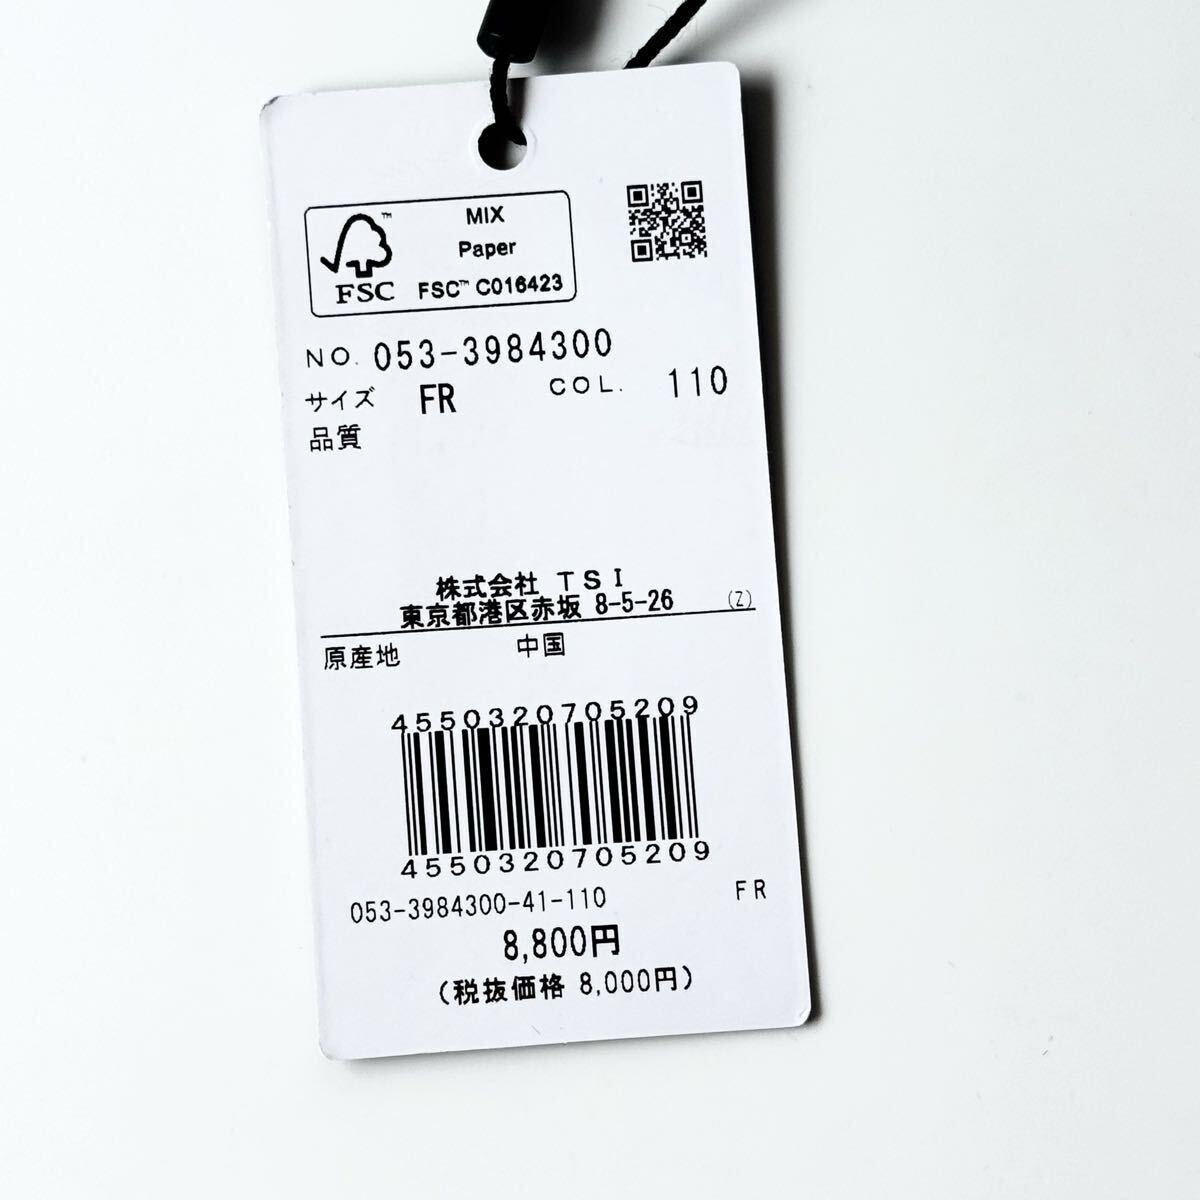 MIX
Paper
FSC™ C016423
™
FSC
NO. 053-3984300
サイズ FR COL. 110
品質
株式会社 TSI
東京都港区赤坂 8-5-26 (Z)
原産地 中国
4550320705209
4550320705209
053-3984300-41-110 FR
8,800円
(税抜価格 8,000円)